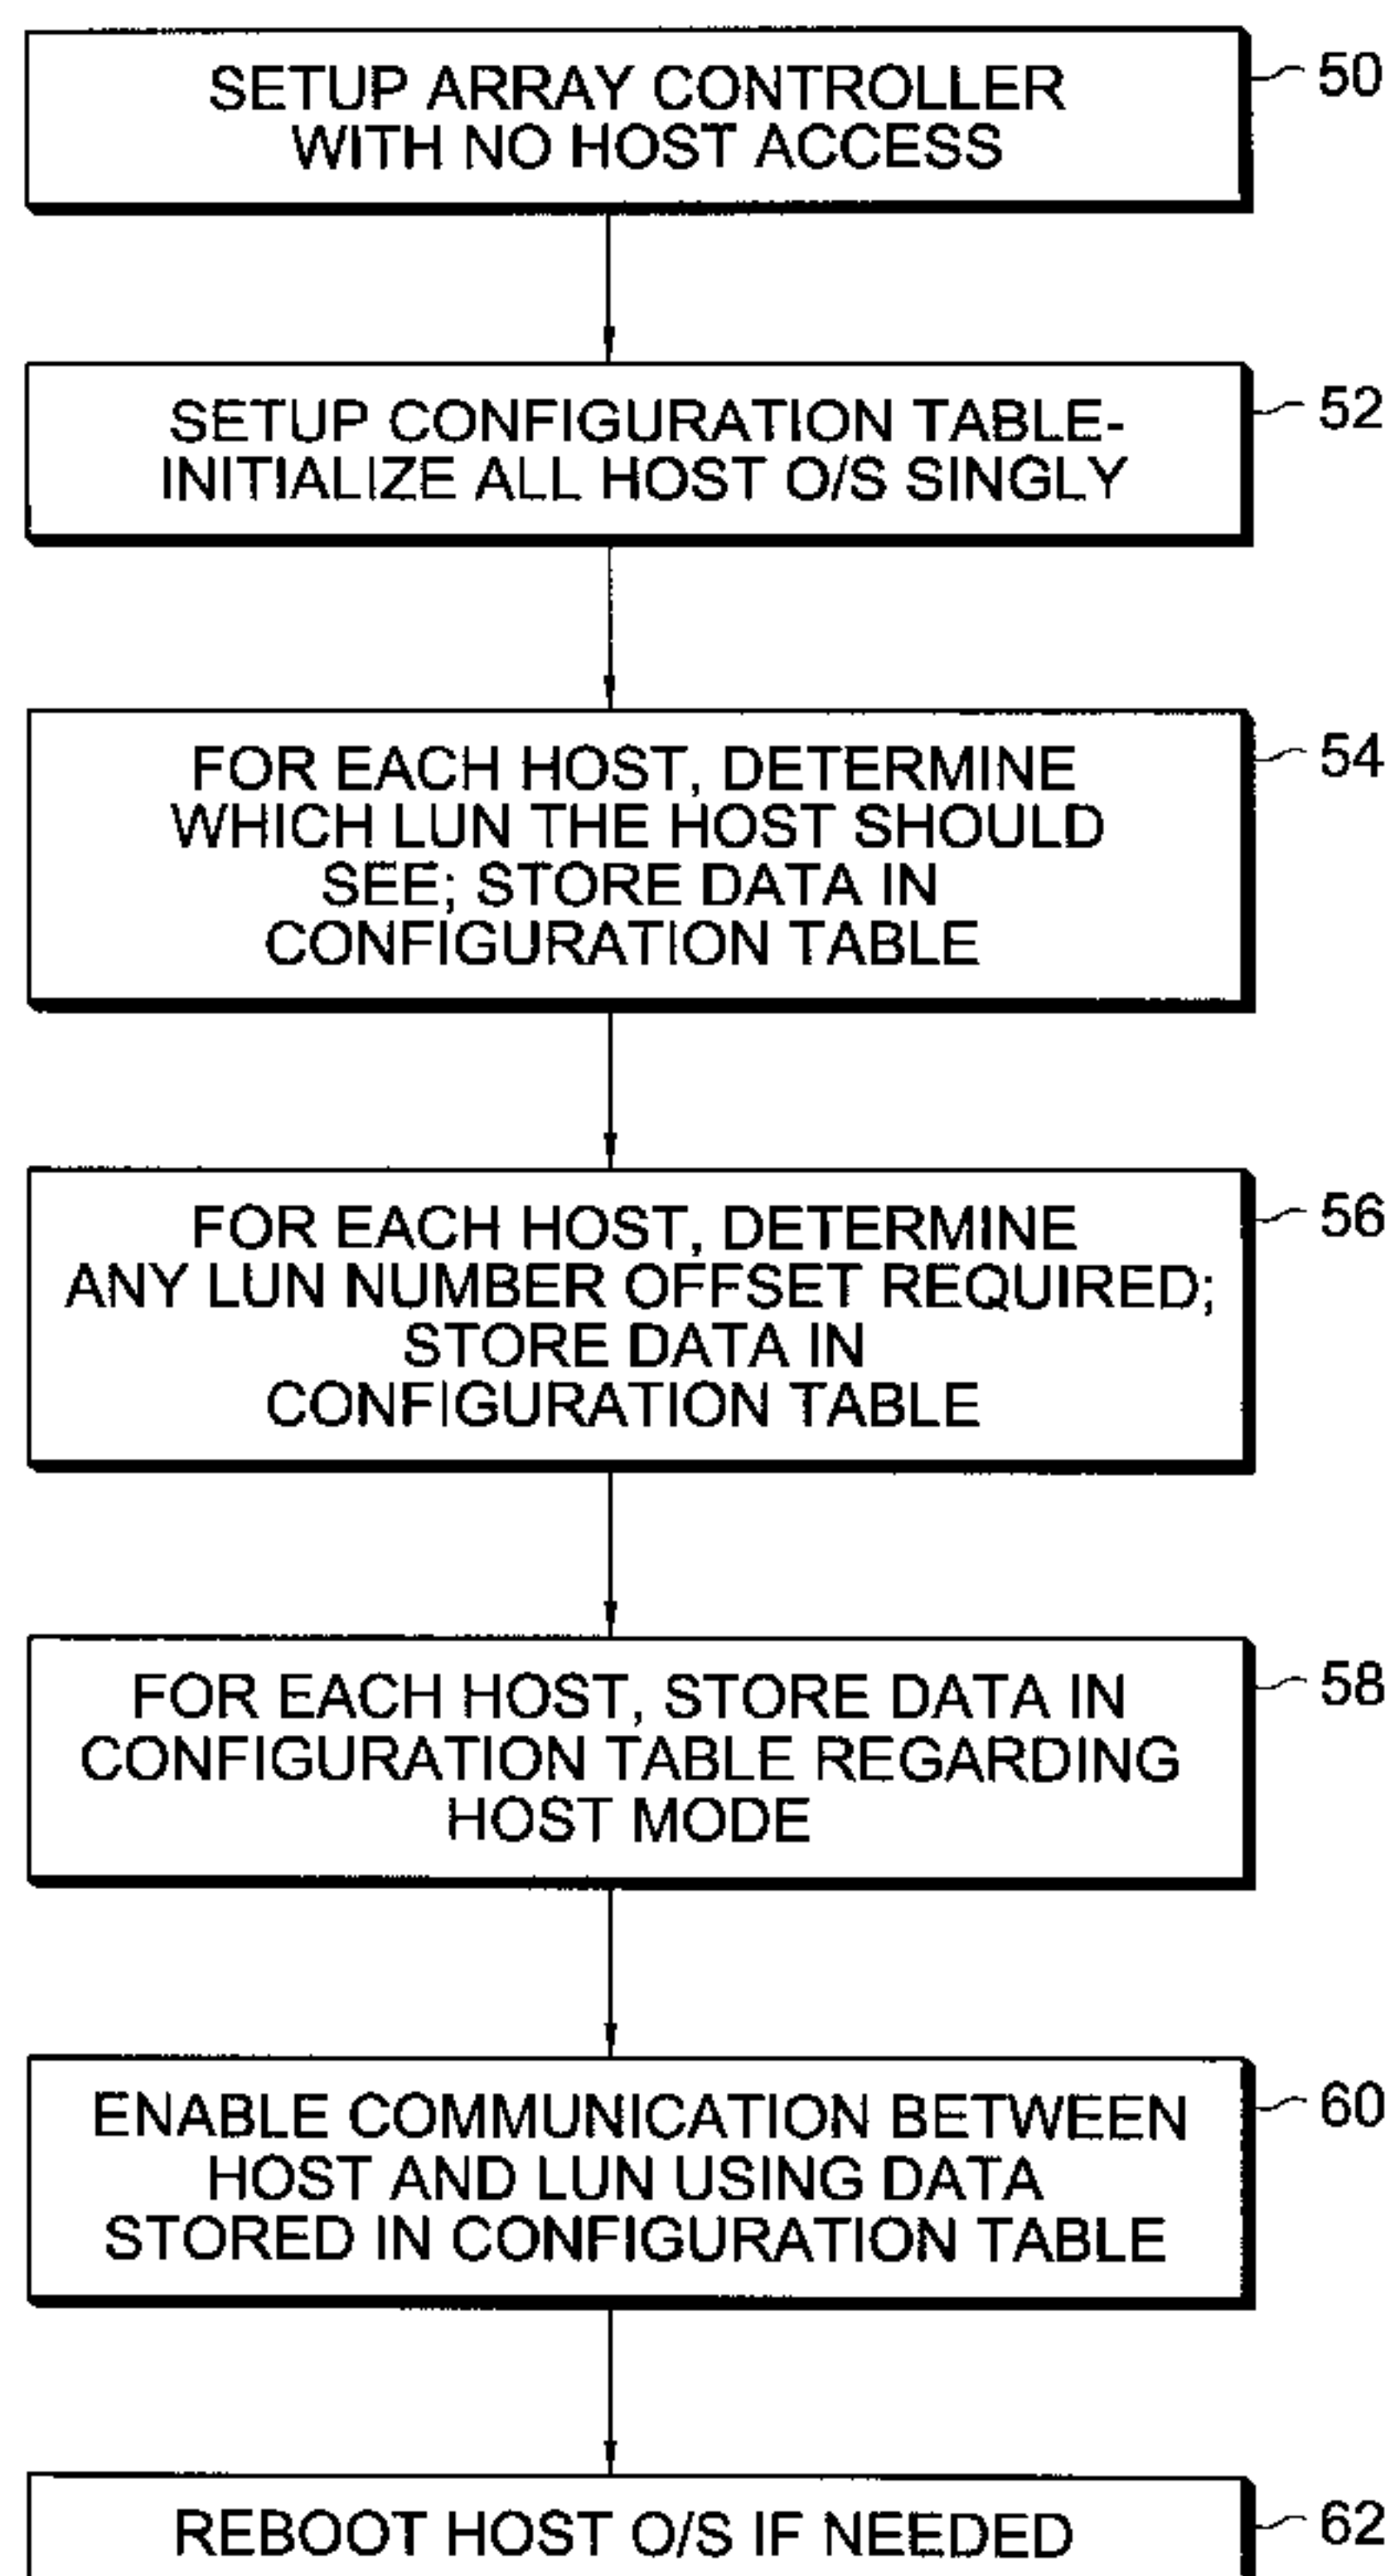 SETUP ARRAY CONTROLLER
WITH NO HOST ACCESS
50
SETUP CONFIGURATION TABLE-
INITIALIZE ALL HOST O/S SINGLY
52
FOR EACH HOST, DETERMINE
WHICH LUN THE HOST SHOULD
SEE; STORE DATA IN
CONFIGURATION TABLE
54
FOR EACH HOST, DETERMINE
ANY LUN NUMBER OFFSET REQUIRED;
STORE DATA IN
CONFIGURATION TABLE
56
FOR EACH HOST, STORE DATA IN
CONFIGURATION TABLE REGARDING
HOST MODE
58
ENABLE COMMUNICATION BETWEEN
HOST AND LUN USING DATA
STORED IN CONFIGURATION TABLE
60
REBOOT HOST O/S IF NEEDED
62